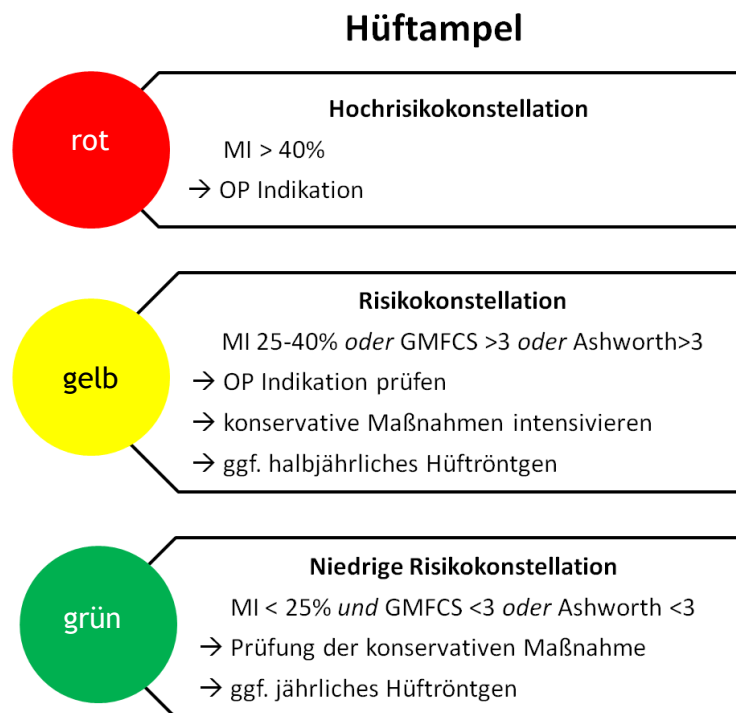 Hüftampel
rot
Hochrisikokonstellation
MI > 40%
→ OP Indikation
gelb
Risikokonstellation
MI 25-40% oder GMFCS >3 oder Ashworth>3
→ OP Indikation prüfen
→ konservative Maßnahmen intensivieren
→ ggf. halbjährliches Hüftröntgen
grün
Niedrige Risikokonstellation
MI < 25% und GMFCS <3 oder Ashworth <3
→ Prüfung der konservativen Maßnahme
→ ggf. jährliches Hüftröntgen